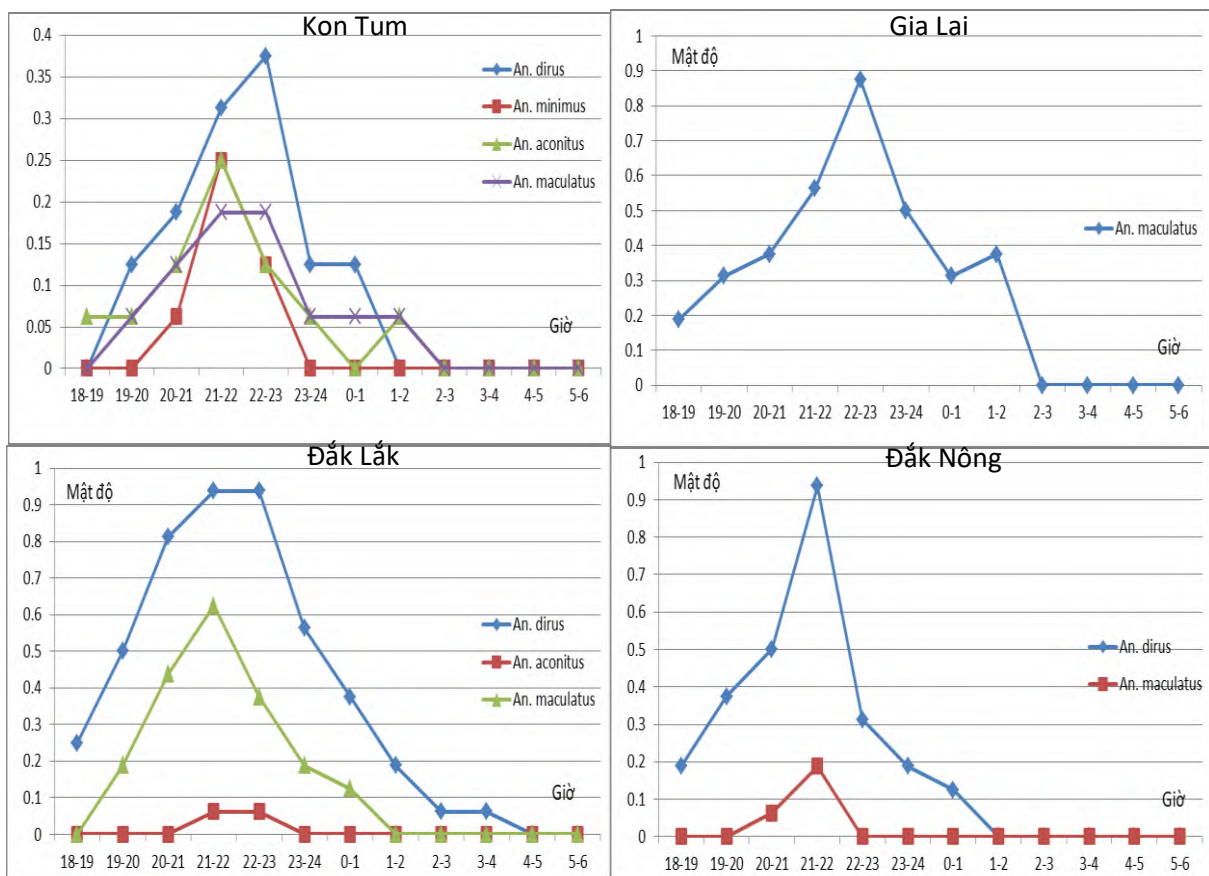 Kon Tum
0.4
0.35
0.3
0.25
0.2
0.15
0.1
0.05
0
An. dirus
An. minimus
An. aconitus
An. maculatus
Giờ
18-19 19-20 20-21 21-22 22-23 23-24 0-1 1-2 2-3 3-4 4-5 5-6
Gia Lai
Mật độ
1
0.9
0.8
0.7
0.6
0.5
0.4
0.3
0.2
0.1
0
An. maculatus
Giờ
18-19 19-20 20-21 21-22 22-23 23-24 0-1 1-2 2-3 3-4 4-5 5-6
Đắk Lắk
Mật độ
1
0.9
0.8
0.7
0.6
0.5
0.4
0.3
0.2
0.1
0
An. dirus
An. aconitus
An. maculatus
Giờ
18-19 19-20 20-21 21-22 22-23 23-24 0-1 1-2 2-3 3-4 4-5 5-6
Đắk Nông
Mật độ
1
0.9
0.8
0.7
0.6
0.5
0.4
0.3
0.2
0.1
0
An. dirus
An. maculatus
Giờ
18-19 19-20 20-21 21-22 22-23 23-24 0-1 1-2 2-3 3-4 4-5 5-6